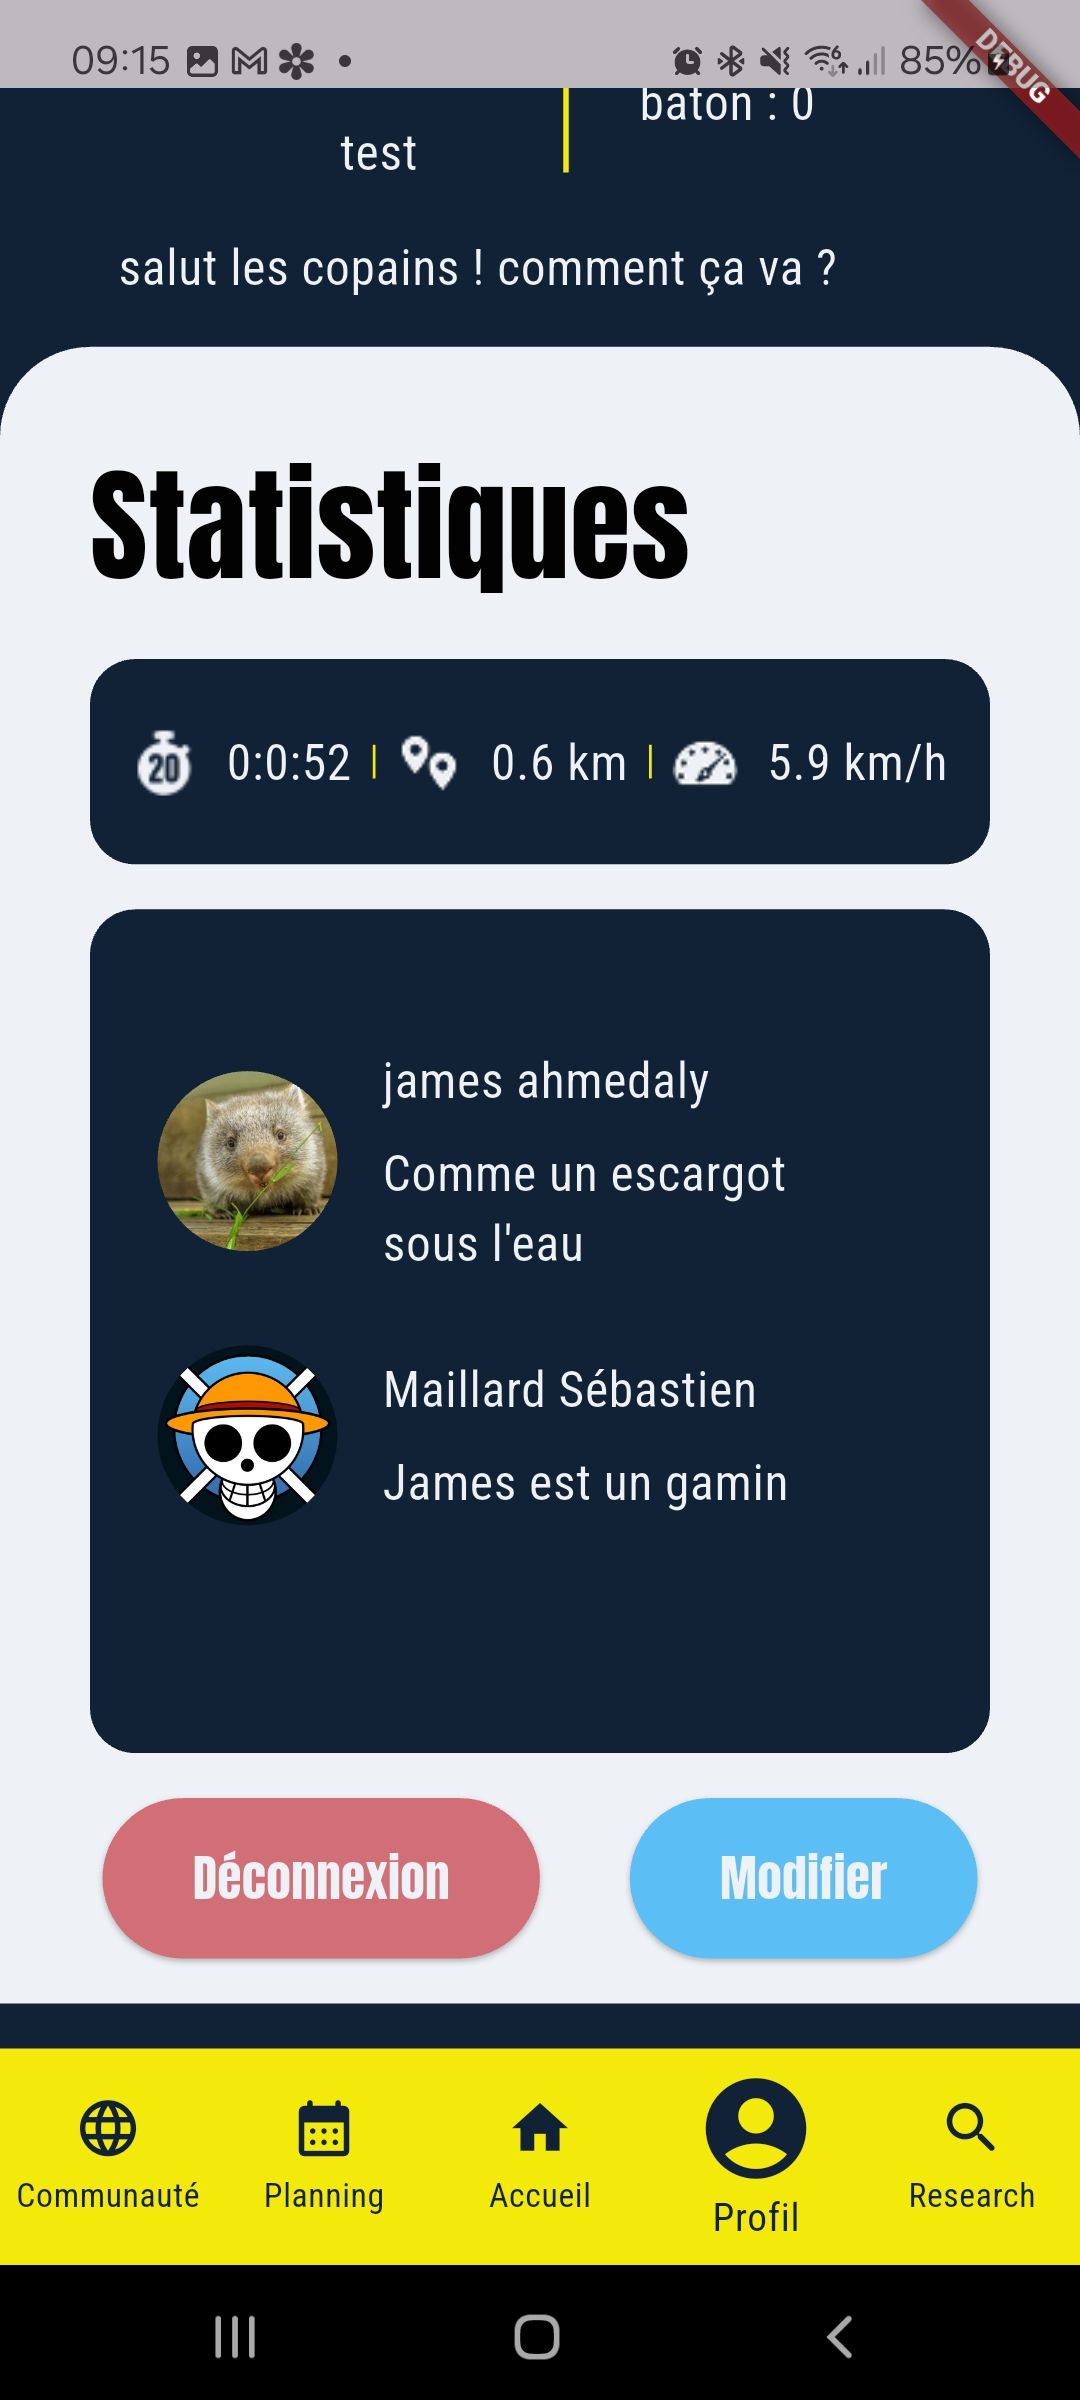 09:15
85%
DEBUG
baton : 0
test
salut les copains ! comment ça va ?
Statistiques
20 0:0:52 0.6 km 5.9 km/h
james ahmedaly
Comme un escargot
sous l'eau
Maillard Sébastien
James est un gamin
Déconnexion Modifier
Communauté Planning Accueil Profil Research